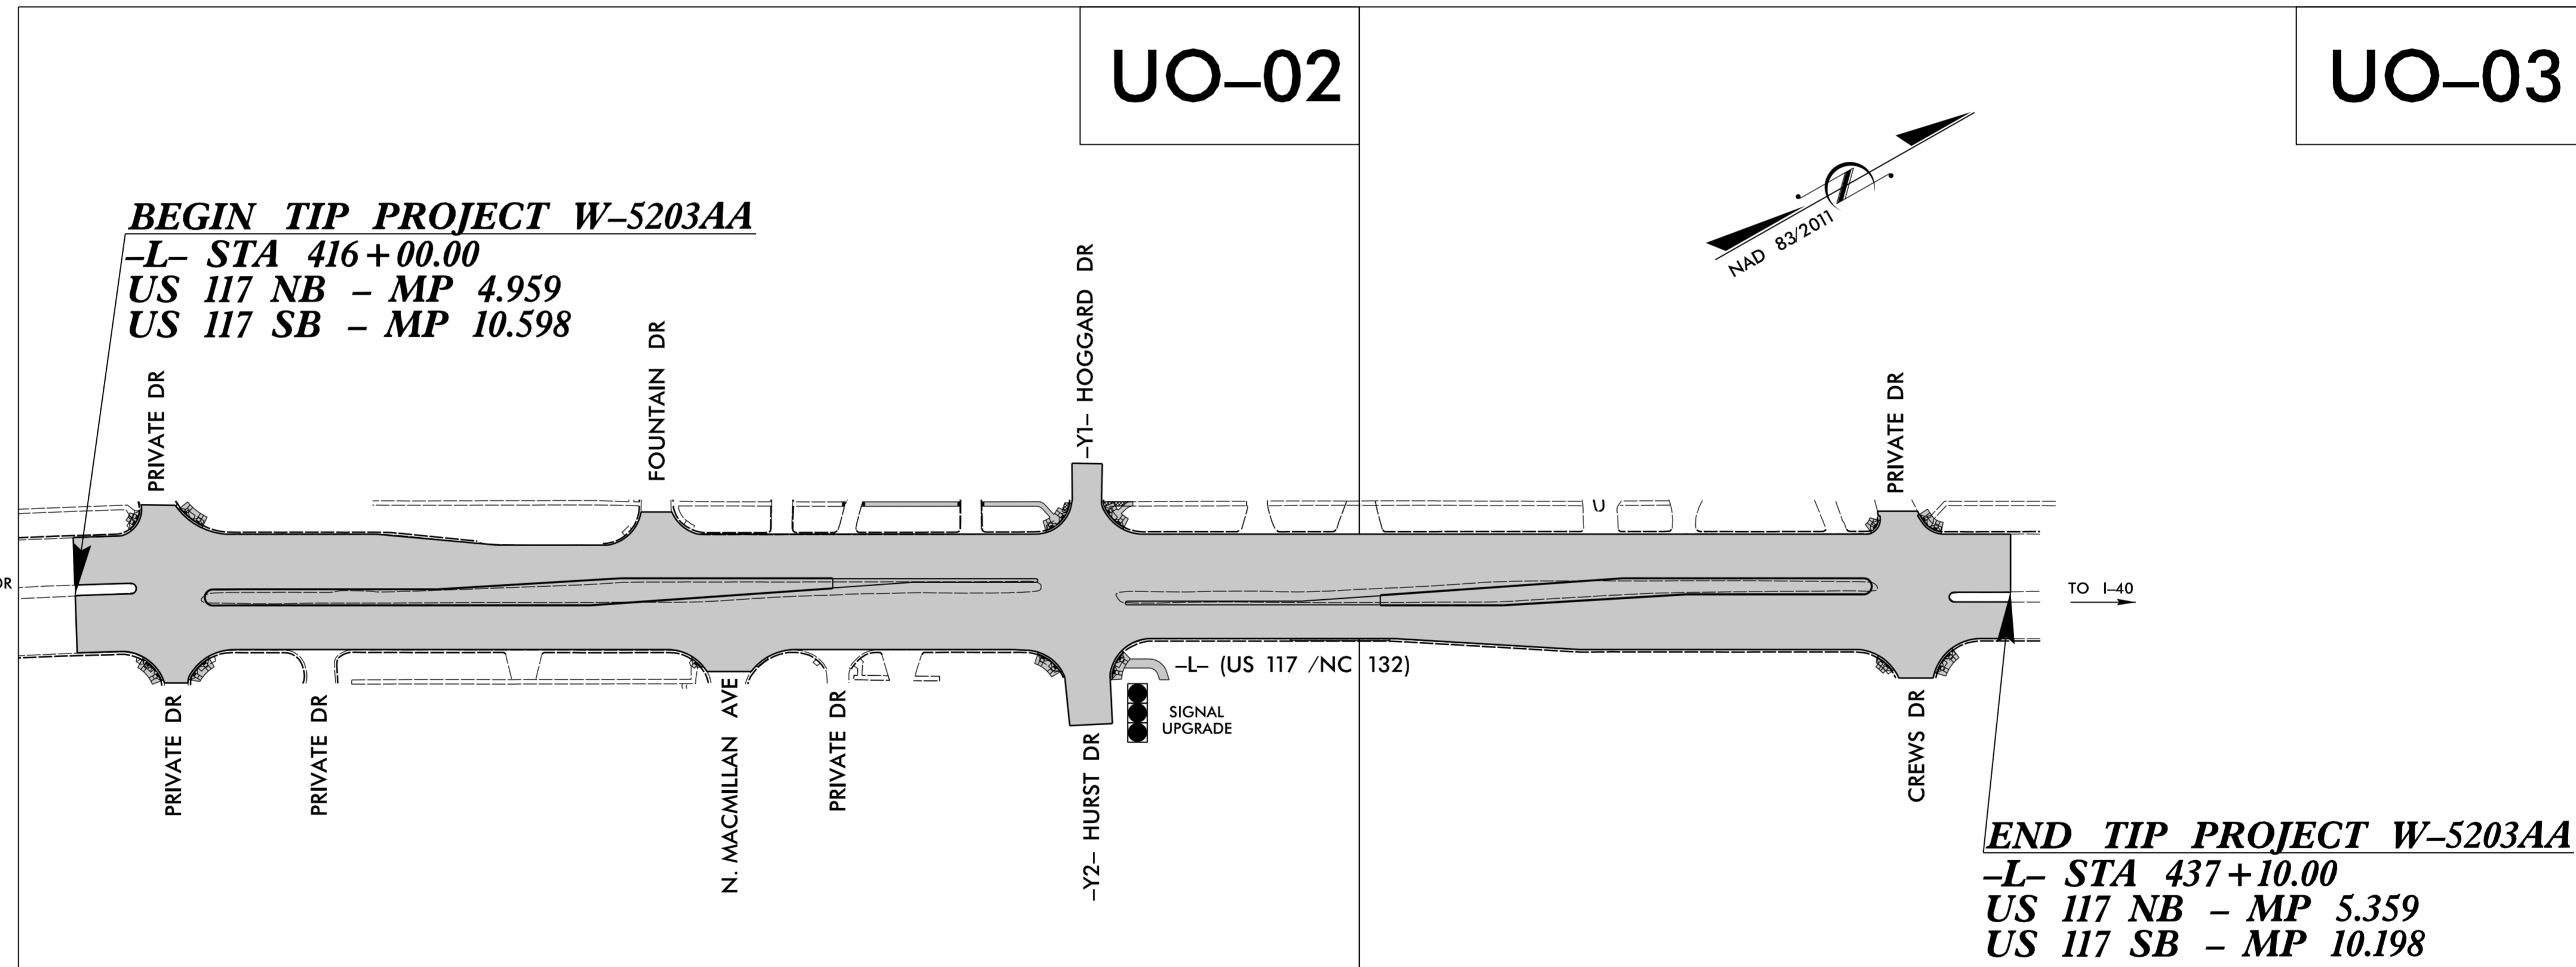 UO–02
UO–03
BEGIN TIP PROJECT W–5203AA
–L– STA 416+00.00
US 117 NB – MP 4.959
US 117 SB – MP 10.598
NAD 83/2011
PRIVATE DR
FOUNTAIN DR
–Y1– HOGGARD DR
PRIVATE DR
DR
TO I–40
–L– (US 117 /NC 132)
SIGNAL
UPGRADE
PRIVATE DR
PRIVATE DR
N. MACMILLAN AVE
PRIVATE DR
–Y2– HURST DR
CREWS DR
END TIP PROJECT W–5203AA
–L– STA 437+10.00
US 117 NB – MP 5.359
US 117 SB – MP 10.198